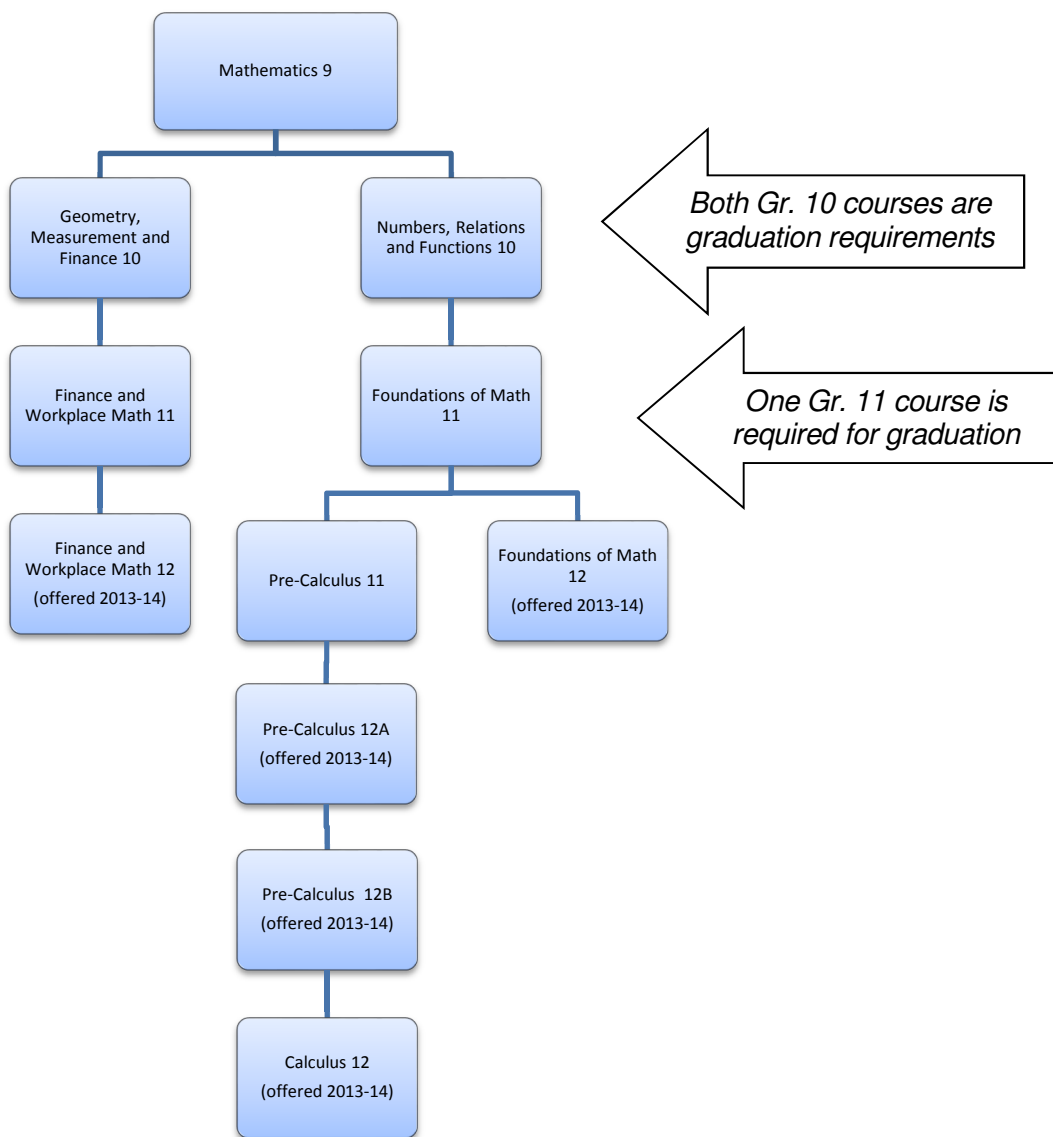 Mathematics 9
Geometry,
Measurement and
Finance 10
Numbers, Relations
and Functions 10
Both Gr. 10 courses are
graduation requirements
Finance and
Workplace Math 11
Foundations of Math
11
One Gr. 11 course is
required for graduation
Finance and
Workplace Math 12
(offered 2013-14)
Pre-Calculus 11
Foundations of Math
12
(offered 2013-14)
Pre-Calculus 12A
(offered 2013-14)
Pre-Calculus 12B
(offered 2013-14)
Calculus 12
(offered 2013-14)